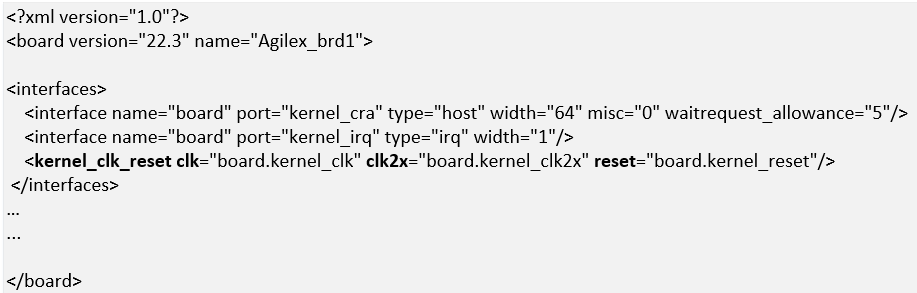 <?xml version="1.0"?>
<board version="22.3" name="Agilex_brd1">
<interfaces>
<interface name="board" port="kernel_cra" type="host" width="64" misc="0" waitrequest_allowance="5"/>
<interface name="board" port="kernel_irq" type="irq" width="1"/>
<kernel_clk_reset clk="board.kernel_clk" clk2x="board.kernel_clk2x" reset="board.kernel_reset"/>
</interfaces>
...
...
</board>